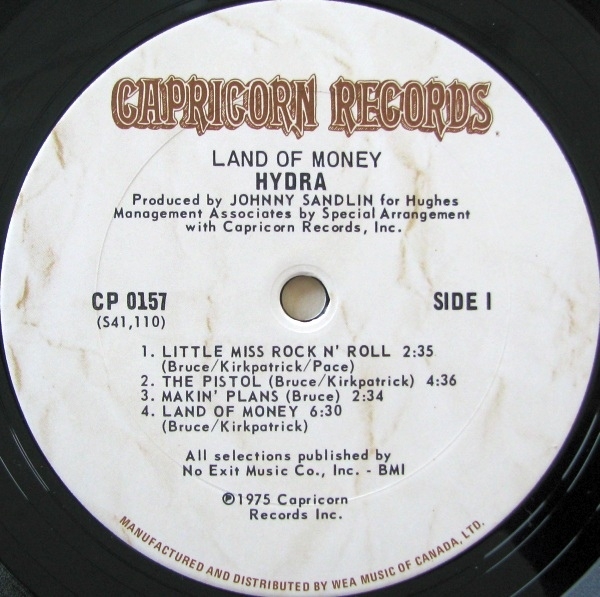 CAPRICORN RECORDS
LAND OF MONEY
HYDRA
Produced by JOHNNY SANDLIN for Hughes
Management Associates by Special Arrangement
with Capricorn Records, Inc.
CP 0157
SIDE I
(S41,110)
1. LITTLE MISS ROCK N' ROLL 2:35
(Bruce/Kirkpatrick/Pace)
2. THE PISTOL (Bruce/Kirkpatrick) 4:36
3. MAKIN' PLANS (Bruce) 2:34
4. LAND OF MONEY 6:30
(Bruce/Kirkpatrick)
All selections published by
No Exit Music Co., Inc. - BMI
℗1975 Capricorn
Records Inc.
MANUFACTURED AND DISTRIBUTED BY WEA MUSIC OF CANADA, LTD.